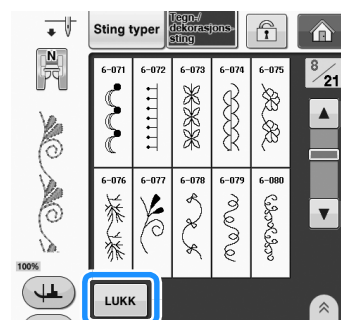 Sting typer
Tegn-/
dekorasjons-
sting
N
8
21
6-071 6-072 6-073 6-074 6-075
6-076 6-077 6-078 6-079 6-080
100%
LUKK